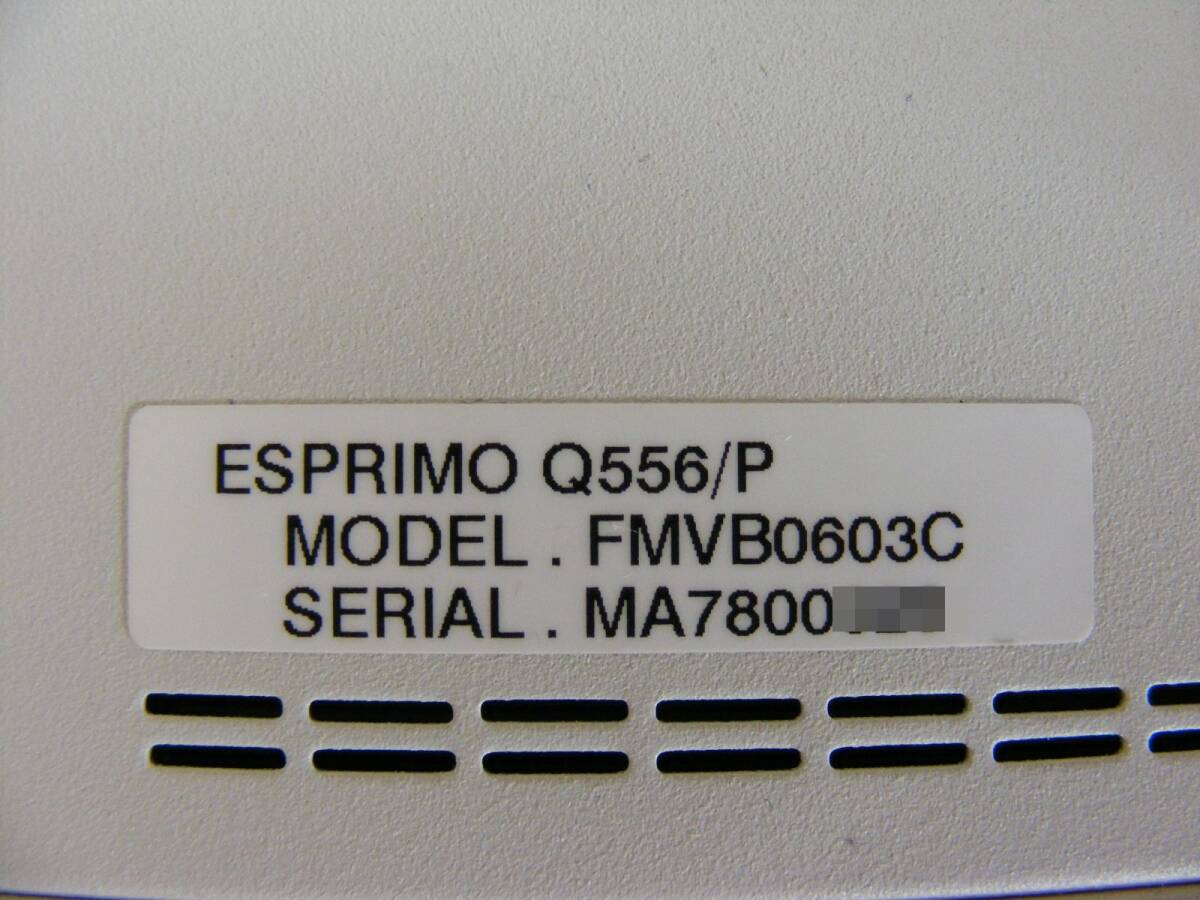 ESPRIMO Q556/P
MODEL . FMVB0603C
SERIAL . MA7800